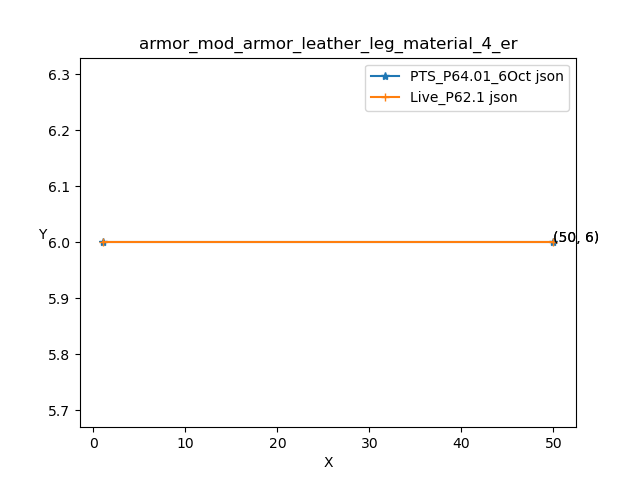 armor_mod_armor_leather_leg_material_4_er
PTS_P64.01_6Oct json
Live_P62.1 json
6.3
6.2
6.1
Y
6.0
(50, 6)
5.9
5.8
5.7
0
10
20
30
40
50
X